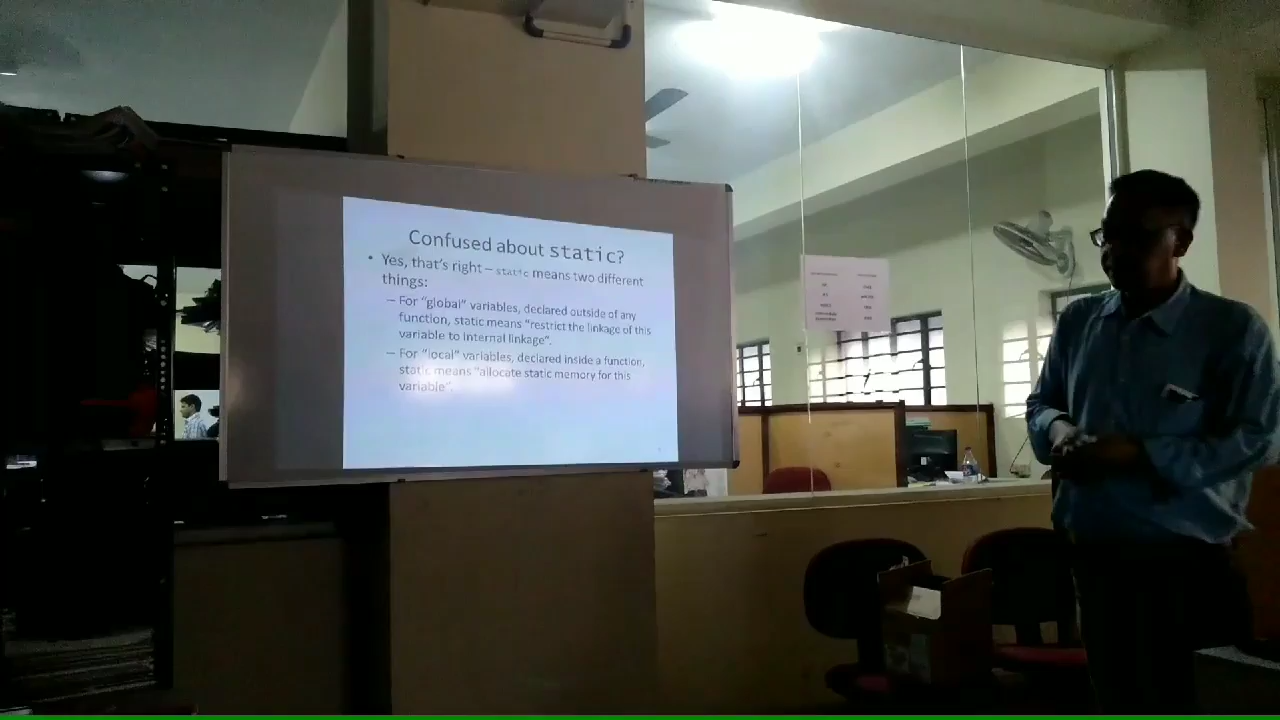 Confused about static?
• Yes, that's right – static means two different
things:
– For "global" variables, declared outside of any
function, static means "restrict the linkage of this
variable to internal linkage".
– For "local" variables, declared inside a function,
static means "allocate static memory for this
variable".